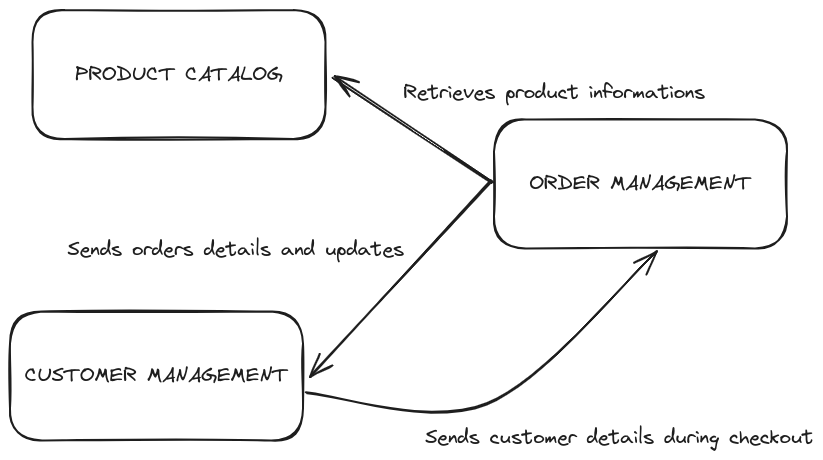 PRODUCT CATALOG
Retrieves product informations
ORDER MANAGEMENT
Sends orders details and updates
CUSTOMER MANAGEMENT
Sends customer details during checkout